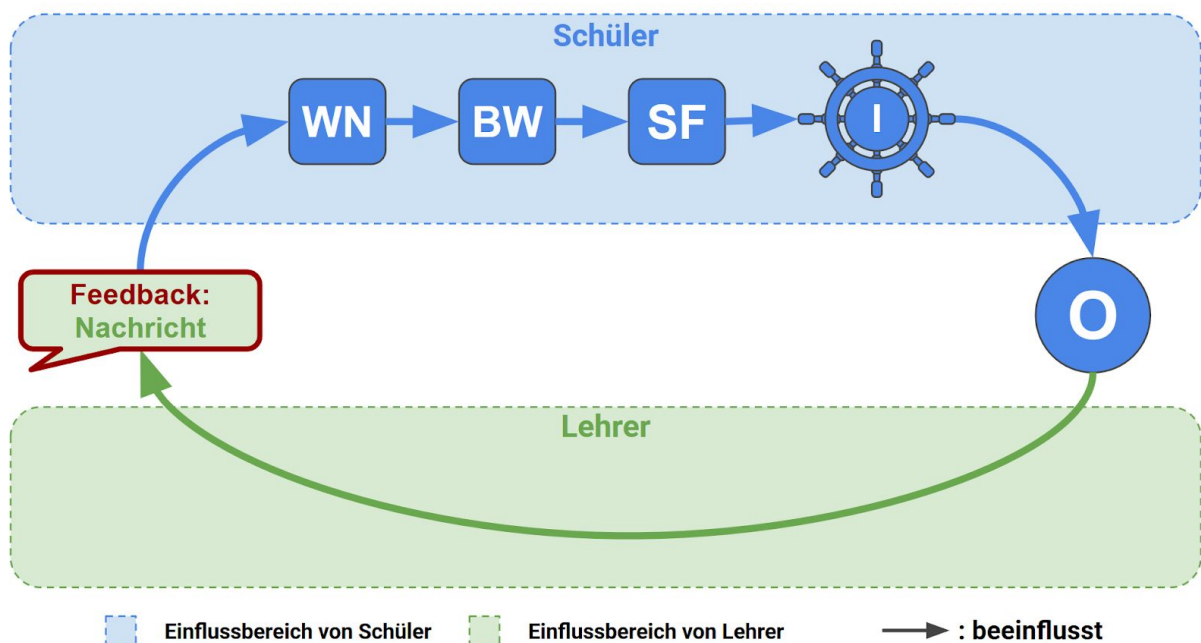 Schüler
WN
BW
SF
I
Feedback:
Nachricht
O
Lehrer
Einflussbereich von Schüler
Einflussbereich von Lehrer
: beeinflusst